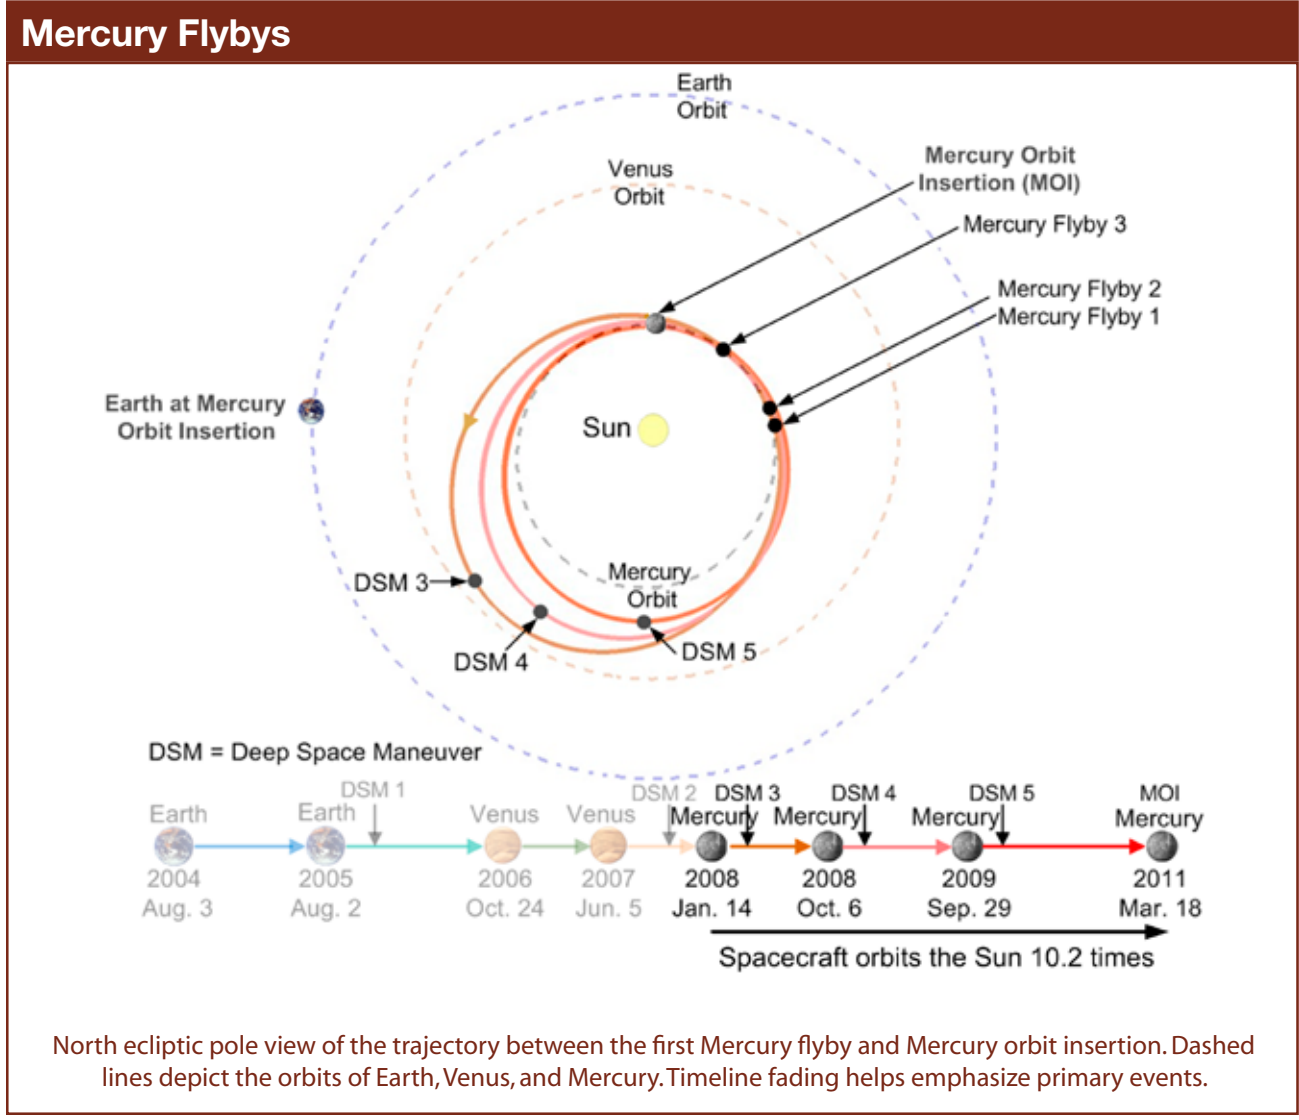 Mercury Flybys
Earth
Orbit
Venus
Orbit
Mercury Orbit
Insertion (MOI)
Mercury Flyby 3
Mercury Flyby 2
Mercury Flyby 1
Earth at Mercury
Orbit Insertion
Sun
Mercury
Orbit
DSM 3
DSM 4
DSM 5
DSM = Deep Space Maneuver
DSM 1
DSM 2
DSM 3
DSM 4
DSM 5
MOI
Earth
Earth
Venus
Venus
Mercury
Mercury
Mercury
Mercury
2004
2005
2006
2007
2008
2008
2009
2011
Aug. 3
Aug. 2
Oct. 24
Jun. 5
Jan. 14
Oct. 6
Sep. 29
Mar. 18
Spacecraft orbits the Sun 10.2 times
North ecliptic pole view of the trajectory between the first Mercury flyby and Mercury orbit insertion. Dashed
lines depict the orbits of Earth, Venus, and Mercury. Timeline fading helps emphasize primary events.